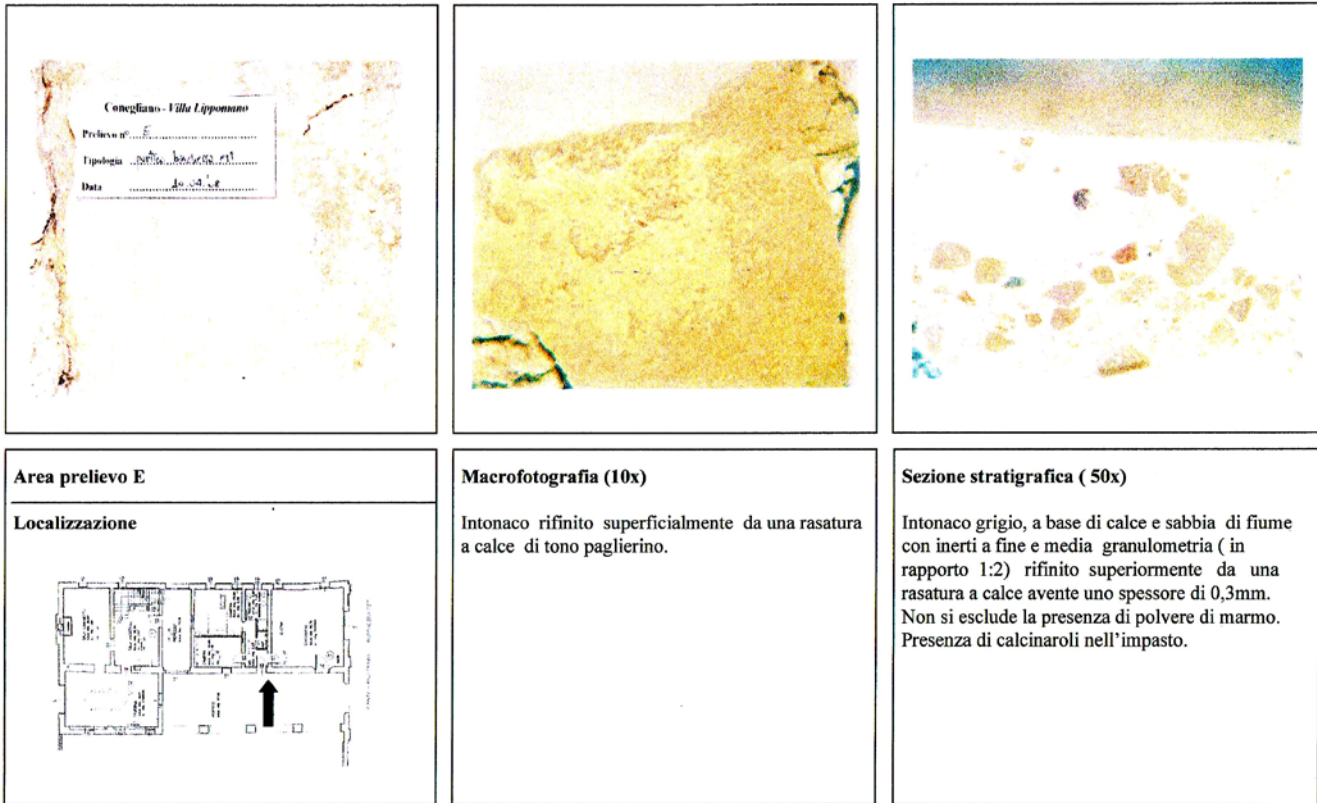 Conegliano - Villa Lippomano
Prelievo n° E
Tipologia
Data
Area prelievo E
Localizzazione
Macrofotografia (10x)
Intonaco rifinito superficialmente da una rasatura
a calce di tono paglierino.
Sezione stratigrafica ( 50x)
Intonaco grigio, a base di calce e sabbia di fiume
con inerti a fine e media granulometria ( in
rapporto 1:2) rifinito superiormente da una
rasatura a calce avente uno spessore di 0,3mm.
Non si esclude la presenza di polvere di marmo.
Presenza di calcinaroli nell'impasto.